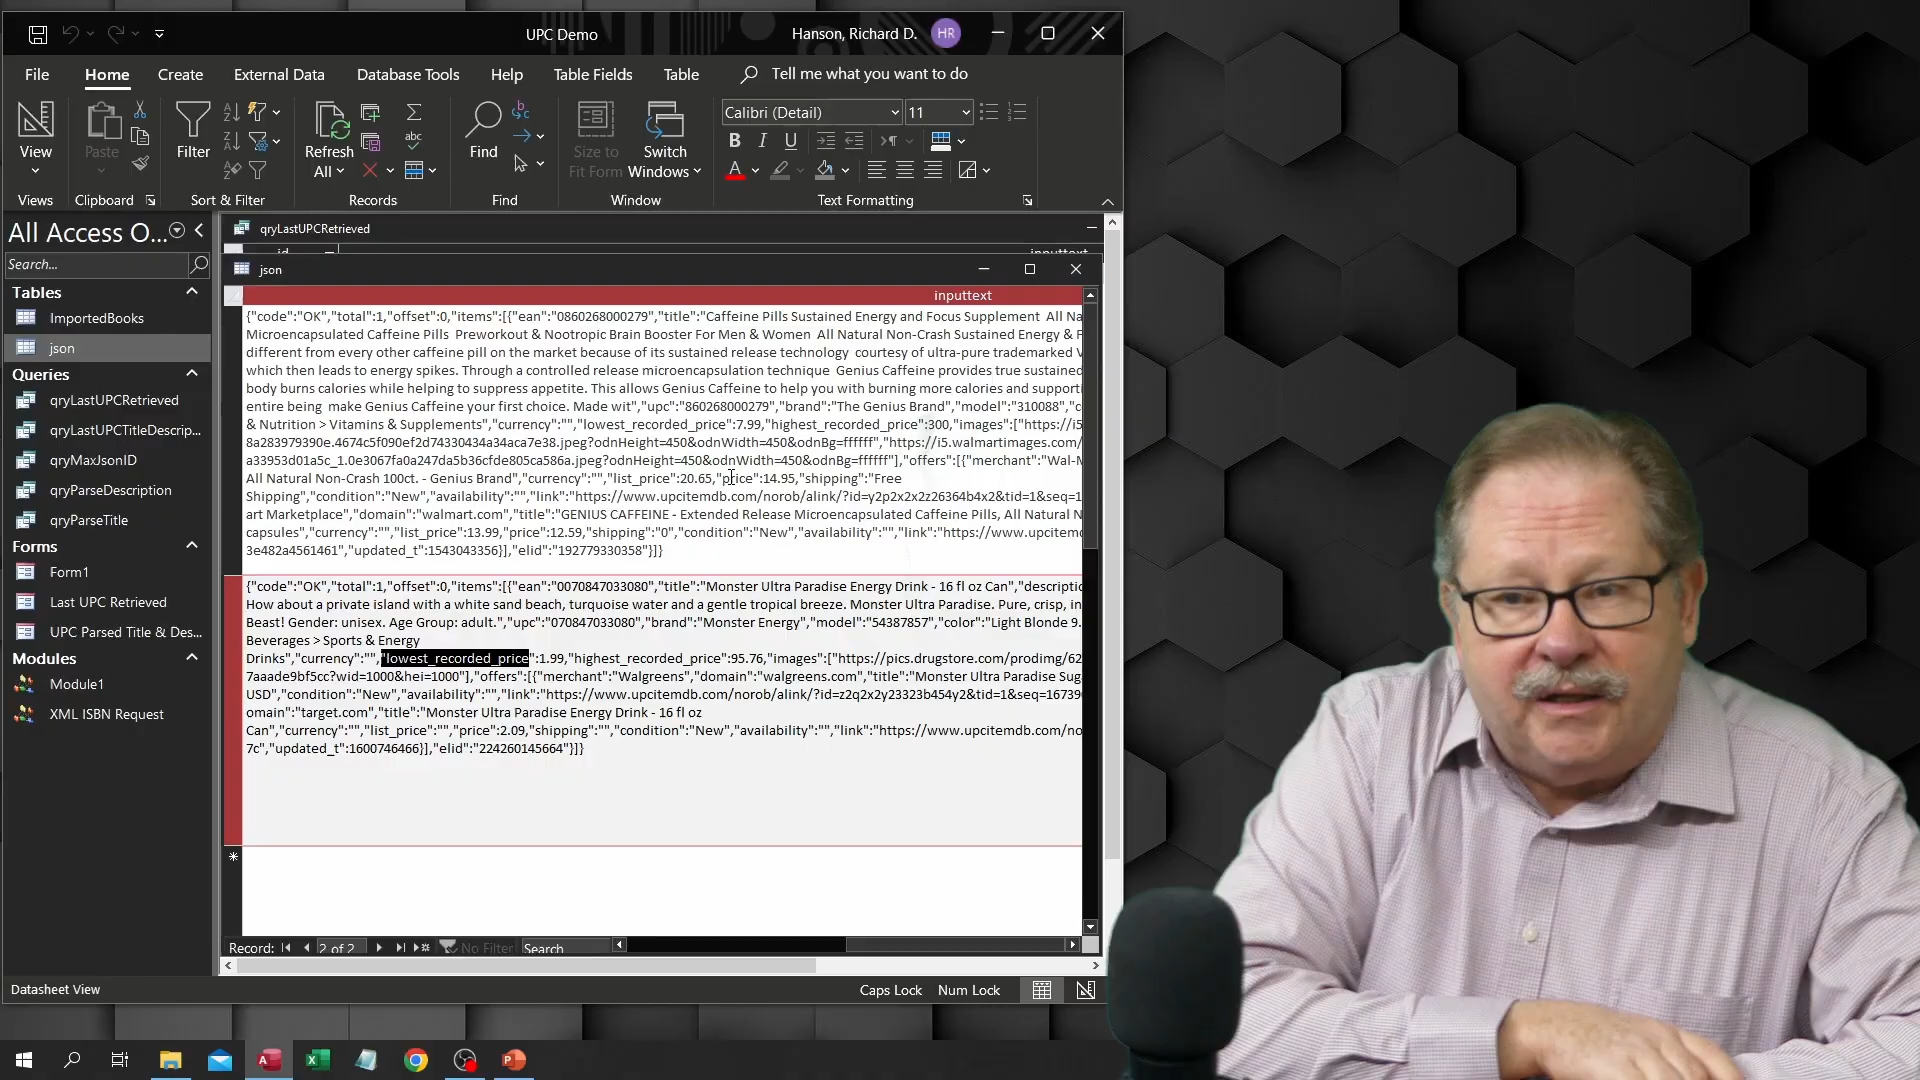 UPC Demo
Hanson, Richard D.
HR
File Home Create External Data Database Tools Help Table Fields Table Tell me what you want to do
View
Paste
Filter
Refresh All
Find
Size to Fit Form
Switch Windows
Calibri (Detail)
11
B I U
Views Clipboard Sort & Filter Records Find Window Text Formatting
All Access O...
Search...
Tables
ImportedBooks
json
Queries
qryLastUPCRetrieved
qryLastUPCTitleDescrip...
qryMaxJsonID
qryParseDescription
qryParseTitle
Forms
Form1
Last UPC Retrieved
UPC Parsed Title & Des...
Modules
Module1
XML ISBN Request
qryLastUPCRetrieved
json
inputtext
{"code":"OK","total":1,"offset":0,"items":[{"ean":"0860268000279","title":"Caffeine Pills Sustained Energy and Focus Supplement  All Na
Microencapsulated Caffeine Pills  Preworkout & Nootropic Brain Booster For Men & Women  All Natural Non-Crash Sustained Energy & F
different from every other caffeine pill on the market because of its sustained release technology  courtesy of ultra-pure trademarked V
which then leads to energy spikes. Through a controlled release microencapsulation technique  Genius Caffeine provides true sustained
body burns calories while helping to suppress appetite. This allows Genius Caffeine to help you with burning more calories and supporti
entire being  make Genius Caffeine your first choice. Made wit","upc":"860268000279","brand":"The Genius Brand","model":"310088","c
& Nutrition > Vitamins & Supplements","currency":"","lowest_recorded_price":7.99,"highest_recorded_price":300,"images":["https://i5
8a283979390e.4674c5f090ef2d74330434a34aca7e38.jpeg?odnHeight=450&odnWidth=450&odnBg=ffffff","https://i5.walmartimages.com/
a33953d01a5c_1.0e3067fa0a247da5b36cfde805ca586a.jpeg?odnHeight=450&odnWidth=450&odnBg=ffffff"],"offers":[{"merchant":"Wal-M
All Natural Non-Crash 100ct. - Genius Brand","currency":"","list_price":20.65,"price":14.95,"shipping":"Free
Shipping","condition":"New","availability":"","link":"https://www.upcitemdb.com/norob/alink/?id=y2p2x2x2z26364b4x2&tid=1&seq=1
art Marketplace","domain":"walmart.com","title":"GENIUS CAFFEINE - Extended Release Microencapsulated Caffeine Pills, All Natural N
capsules","currency":"","list_price":13.99,"price":12.59,"shipping":"0","condition":"New","availability":"","link":"https://www.upcitemd
3e482a4561461","updated_t":1543043356}],"elid":"192779330358"}]}
{"code":"OK","total":1,"offset":0,"items":[{"ean":"0070847033080","title":"Monster Ultra Paradise Energy Drink - 16 fl oz Can","descriptio
How about a private island with a white sand beach, turquoise water and a gentle tropical breeze. Monster Ultra Paradise. Pure, crisp, in
Beast! Gender: unisex. Age Group: adult.","upc":"070847033080","brand":"Monster Energy","model":"54387857","color":"Light Blonde 9.
Beverages > Sports & Energy
Drinks","currency":"","lowest_recorded_price":1.99,"highest_recorded_price":95.76,"images":["https://pics.drugstore.com/prodimg/62
7aaade9bf5cc?wid=1000&hei=1000"],"offers":[{"merchant":"Walgreens","domain":"walgreens.com","title":"Monster Ultra Paradise Sug
USD","condition":"New","availability":"","link":"https://www.upcitemdb.com/norob/alink/?id=z2q2x2y23323b454y2&tid=1&seq=16739
omain":"target.com","title":"Monster Ultra Paradise Energy Drink - 16 fl oz
Can","currency":"","list_price":"","price":2.09,"shipping":"","condition":"New","availability":"","link":"https://www.upcitemdb.com/no
7c","updated_t":1600746466}],"elid":"224260145664"}]}
Record: 2 of 2 No Filter Search
Datasheet View
Caps Lock Num Lock